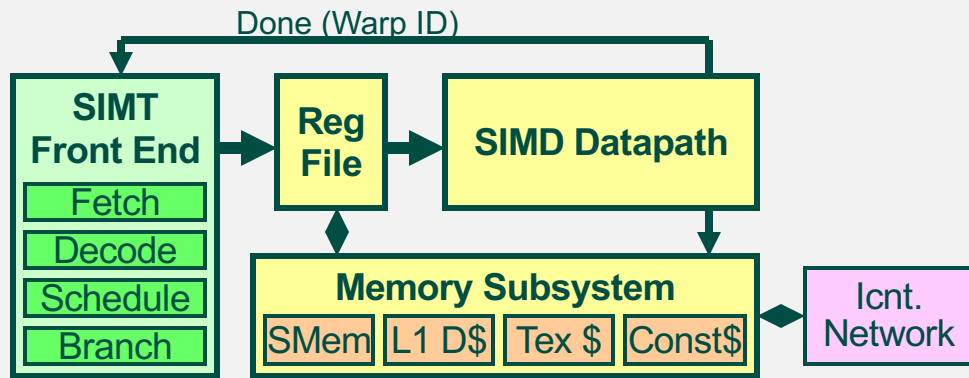 Done (Warp ID)
SIMT
Front End
Fetch
Decode
Schedule
Branch
Reg
File
SIMD Datapath
Memory Subsystem
SMem
L1 D$
Tex $
Const$
Icnt.
Network